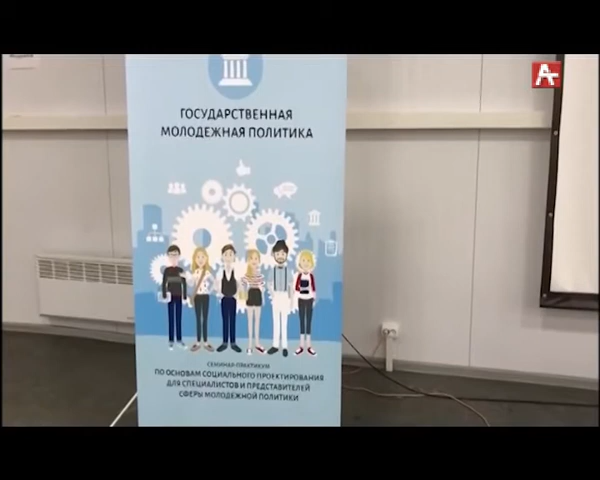 ГОСУДАРСТВЕННАЯ
МОЛОДЕЖНАЯ ПОЛИТИКА
СЕМИНАР-ПРАКТИКУМ
ПО ОСНОВАМ СОЦИАЛЬНОГО ПРОЕКТИРОВАНИЯ
ДЛЯ СПЕЦИАЛИСТОВ И ПРЕДСТАВИТЕЛЕЙ
СФЕРЫ МОЛОДЕЖНОЙ ПОЛИТИКИ